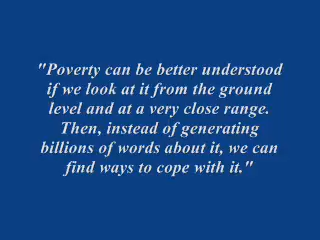 "Poverty can be better understood
if we look at it from the ground
level and at a very close range.
Then, instead of generating
billions of words about it, we can
find ways to cope with it."